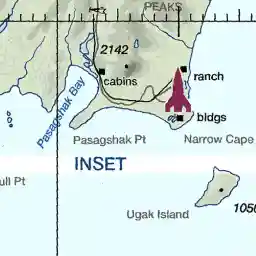 PEAKS
2142
ranch
cabins
Pasagshak Bay
bldgs
Pasagshak Pt
Narrow Cape
INSET
ull Pt
Ugak Island
1050